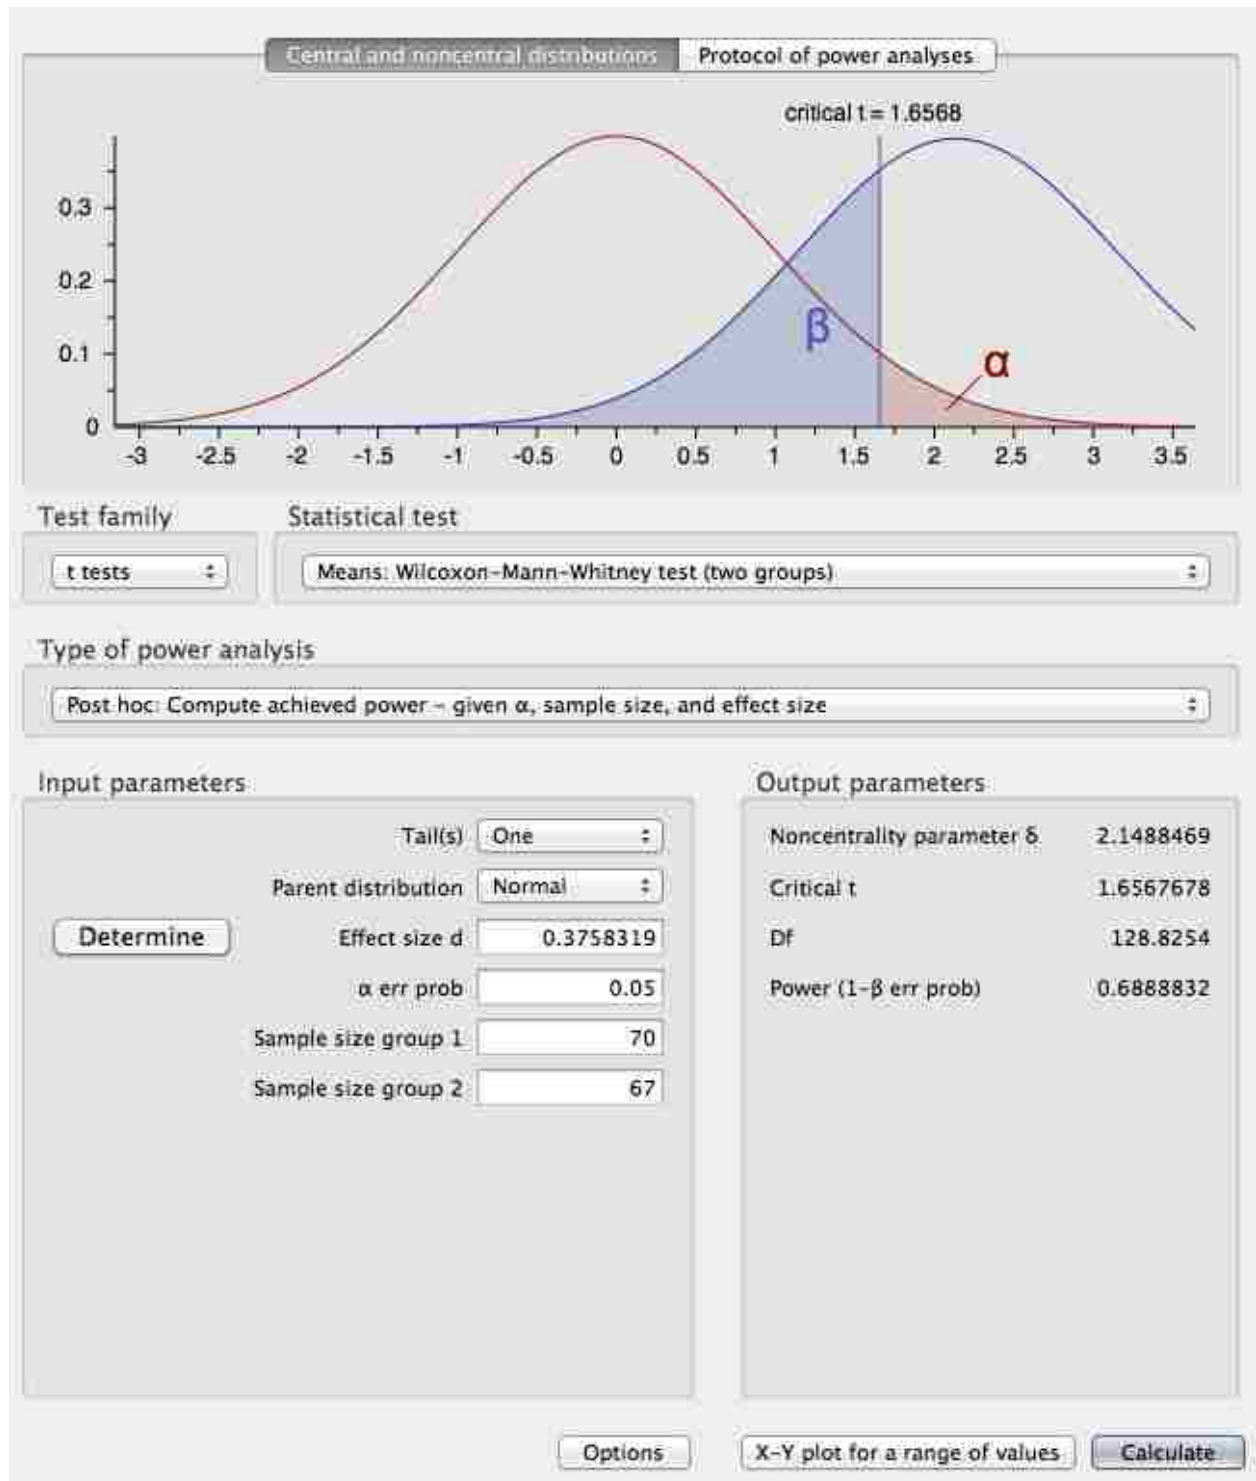 Central and noncentral distributions Protocol of power analyses
critical t = 1.6568
0.3
0.2
0.1
0
β
α
-3 -2.5 -2 -1.5 -1 -0.5 0 0.5 1 1.5 2 2.5 3 3.5
Test family Statistical test
t tests Means: Wilcoxon-Mann-Whitney test (two groups)
Type of power analysis
Post hoc: Compute achieved power – given α, sample size, and effect size
Input parameters
Tail(s) One
Parent distribution Normal
Determine Effect size d 0.3758319
α err prob 0.05
Sample size group 1 70
Sample size group 2 67
Output parameters
Noncentrality parameter δ 2.1488469
Critical t 1.6567678
Df 128.8254
Power (1-β err prob) 0.6888832
Options X-Y plot for a range of values Calculate